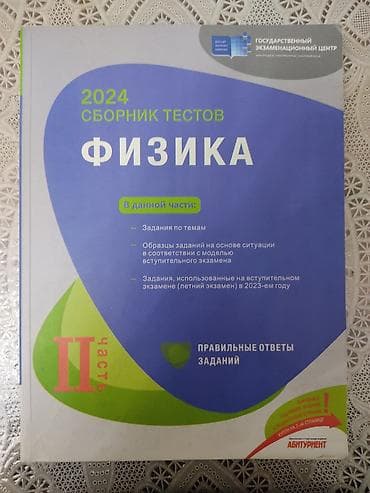 ГОСУДАРСТВЕННЫЙ
ЭКЗАМЕНАЦИОННЫЙ ЦЕНТР
2024
СБОРНИК ТЕСТОВ
ФИЗИКА
В данной части:
– Задания по темам
– Образцы заданий на основе ситуации
в соответствии с моделью
вступительного экзамена
– Задания, использованные на вступительном
экзамене (летний экзамен) в 2023-ем году
II
часть
ПРАВИЛЬНЫЕ ОТВЕТЫ
ЗАДАНИЙ
АБИТУРИЕНТ